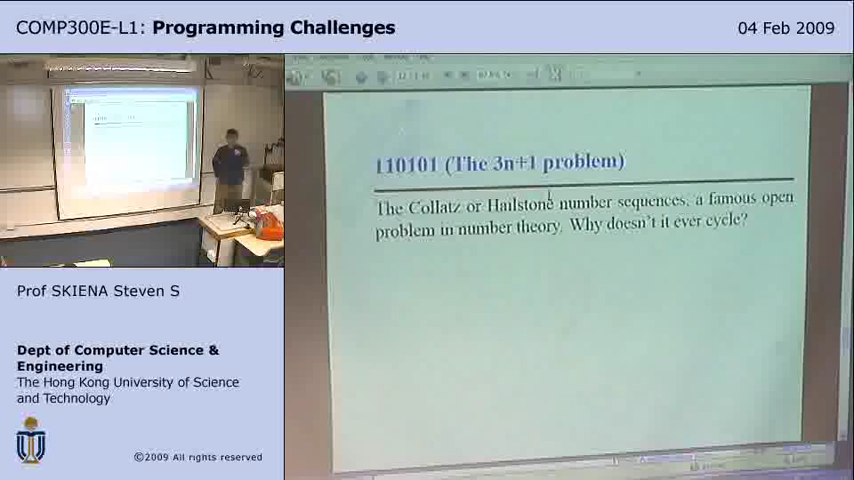 COMP300E-L1: Programming Challenges
04 Feb 2009
110101 (The 3n+1 problem)
The Collatz or Hailstone number sequences, a famous open
problem in number theory. Why doesn't it ever cycle?
Prof SKIENA Steven S
Dept of Computer Science &
Engineering
The Hong Kong University of Science
and Technology
©2009 All rights reserved